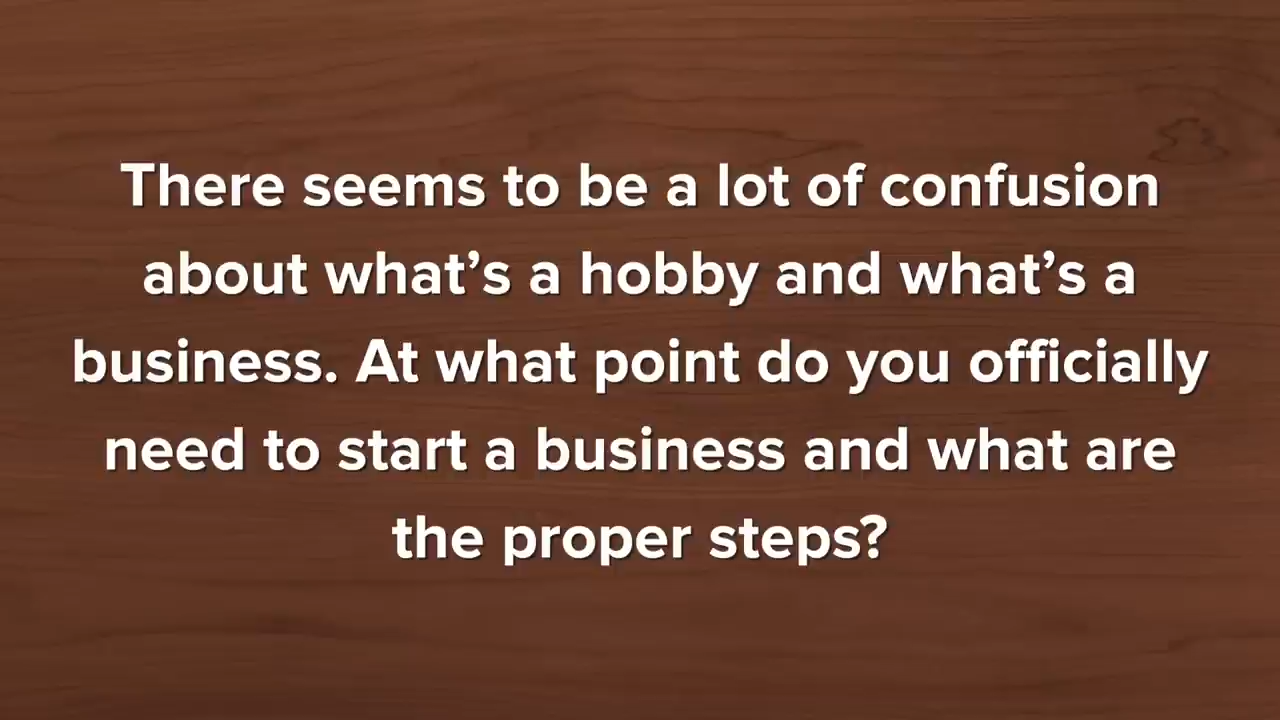 There seems to be a lot of confusion
about what’s a hobby and what’s a
business. At what point do you officially
need to start a business and what are
the proper steps?